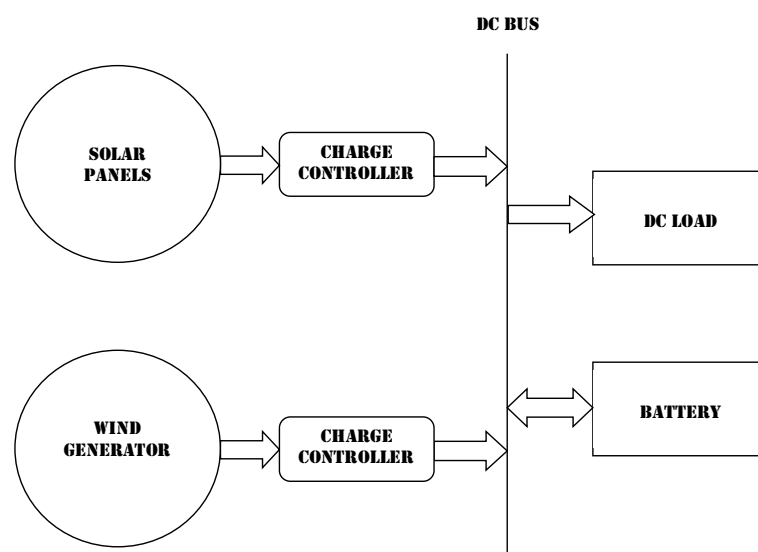 DC BUS
SOLAR
PANELS
CHARGE
CONTROLLER
DC LOAD
WIND
GENERATOR
CHARGE
CONTROLLER
BATTERY